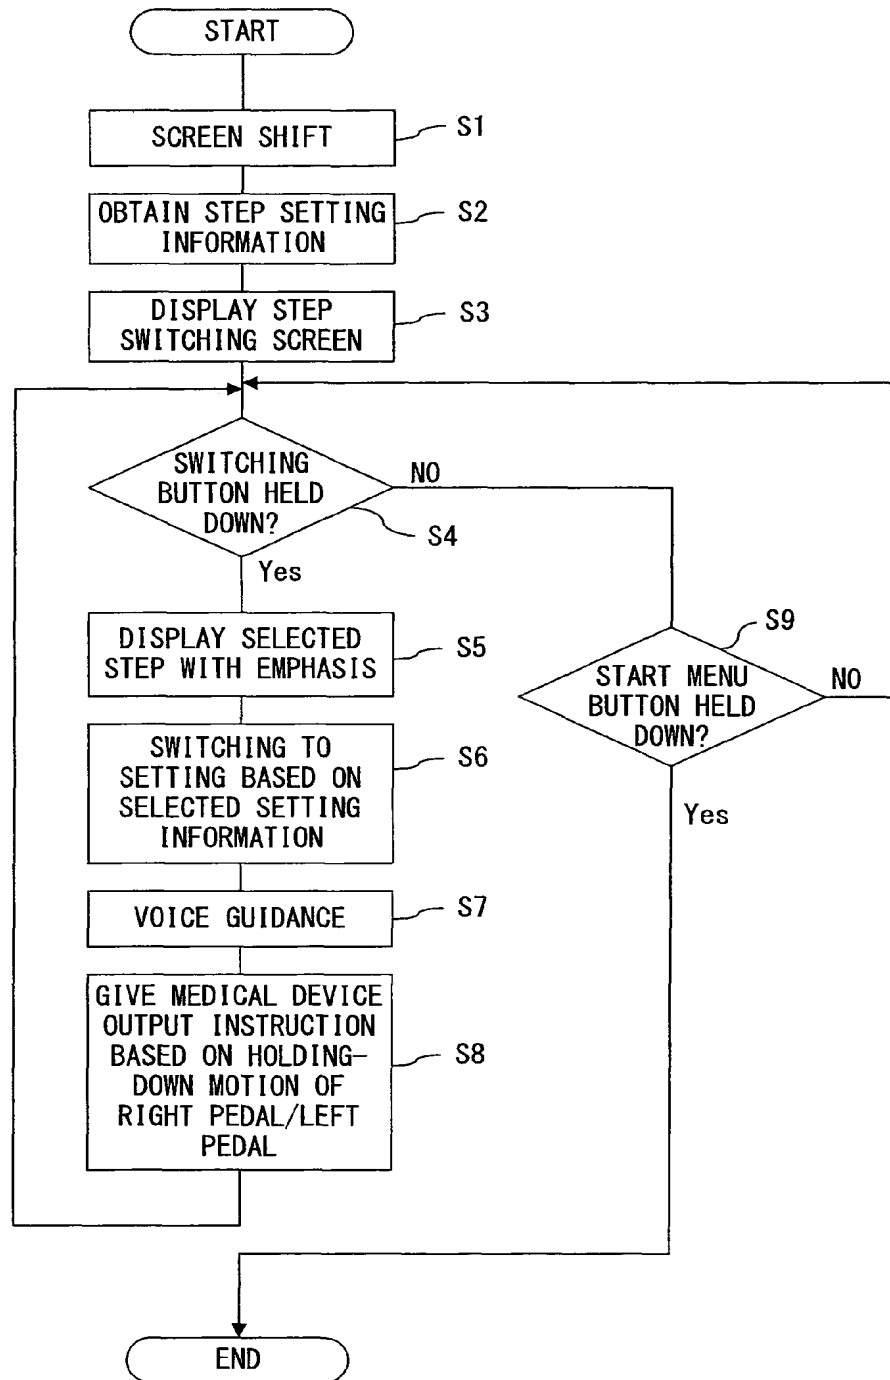 START
SCREEN SHIFT
S1
OBTAIN STEP SETTING
INFORMATION
S2
DISPLAY STEP
SWITCHING SCREEN
S3
SWITCHING
BUTTON HELD
DOWN?
NO
S4
Yes
DISPLAY SELECTED
STEP WITH EMPHASIS
S5
S9
START MENU
BUTTON HELD
DOWN?
NO
Yes
SWITCHING TO
SETTING BASED ON
SELECTED SETTING
INFORMATION
S6
VOICE GUIDANCE
S7
GIVE MEDICAL DEVICE
OUTPUT INSTRUCTION
BASED ON HOLDING-
DOWN MOTION OF
RIGHT PEDAL/LEFT
PEDAL
S8
END